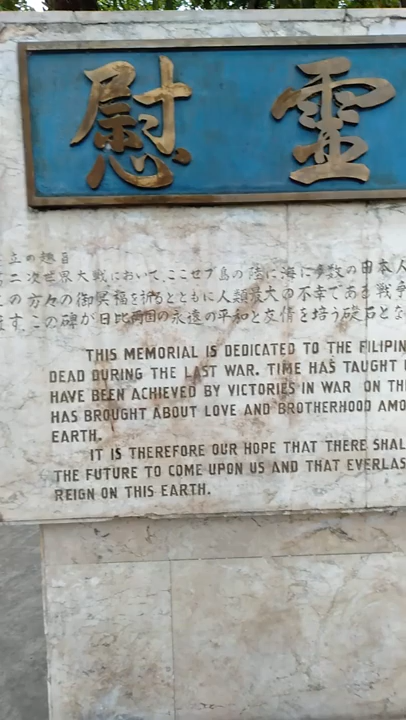 慰 霊
立の趣旨
二次世界大戦において、ここセブ島の陸に海に多数の日本人
の方々の御冥福を祈るとともに人類最大の不幸である戦争
ます。この碑が日比両国の永遠の平和と友情を培う礎石とな
THIS MEMORIAL IS DEDICATED TO THE FILIPIN
DEAD DURING THE LAST WAR. TIME HAS TAUGHT
HAVE BEEN ACHIEVED BY VICTORIES IN WAR ON TH
HAS BROUGHT ABOUT LOVE AND BROTHERHOOD AMO
EARTH.
IT IS THEREFORE OUR HOPE THAT THERE SHAL
THE FUTURE TO COME UPON US AND THAT EVERLAS
REIGN ON THIS EARTH.